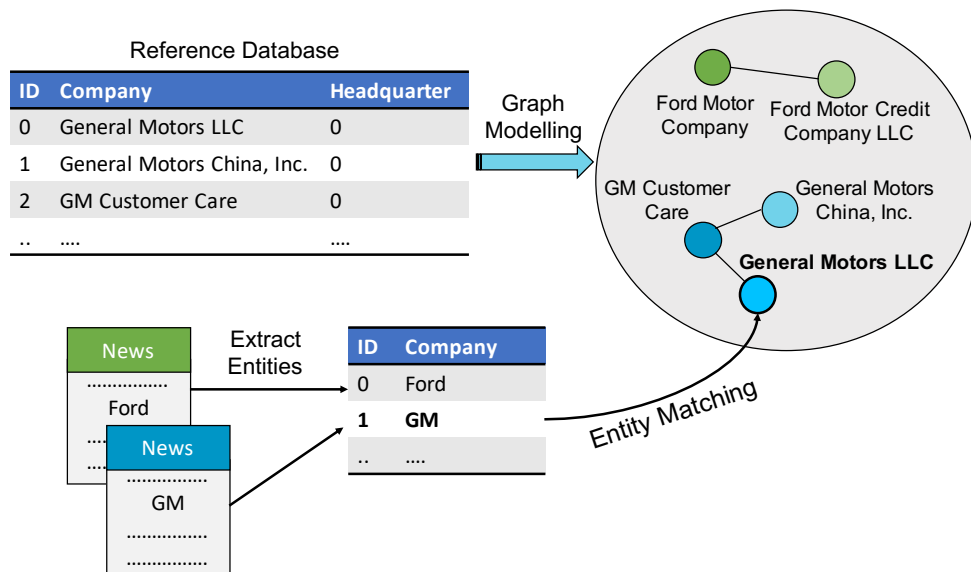 Reference Database
ID Company Headquarter
0 General Motors LLC 0
1 General Motors China, Inc. 0
2 GM Customer Care 0
.. .... ....
Graph
Modelling
Ford Motor
Company
Ford Motor Credit
Company LLC
GM Customer
Care
General Motors
China, Inc.
General Motors LLC
News
................
Ford
....
....
News
................
GM
................
................
Extract
Entities
ID Company
0 Ford
1 GM
.. ....
Entity Matching